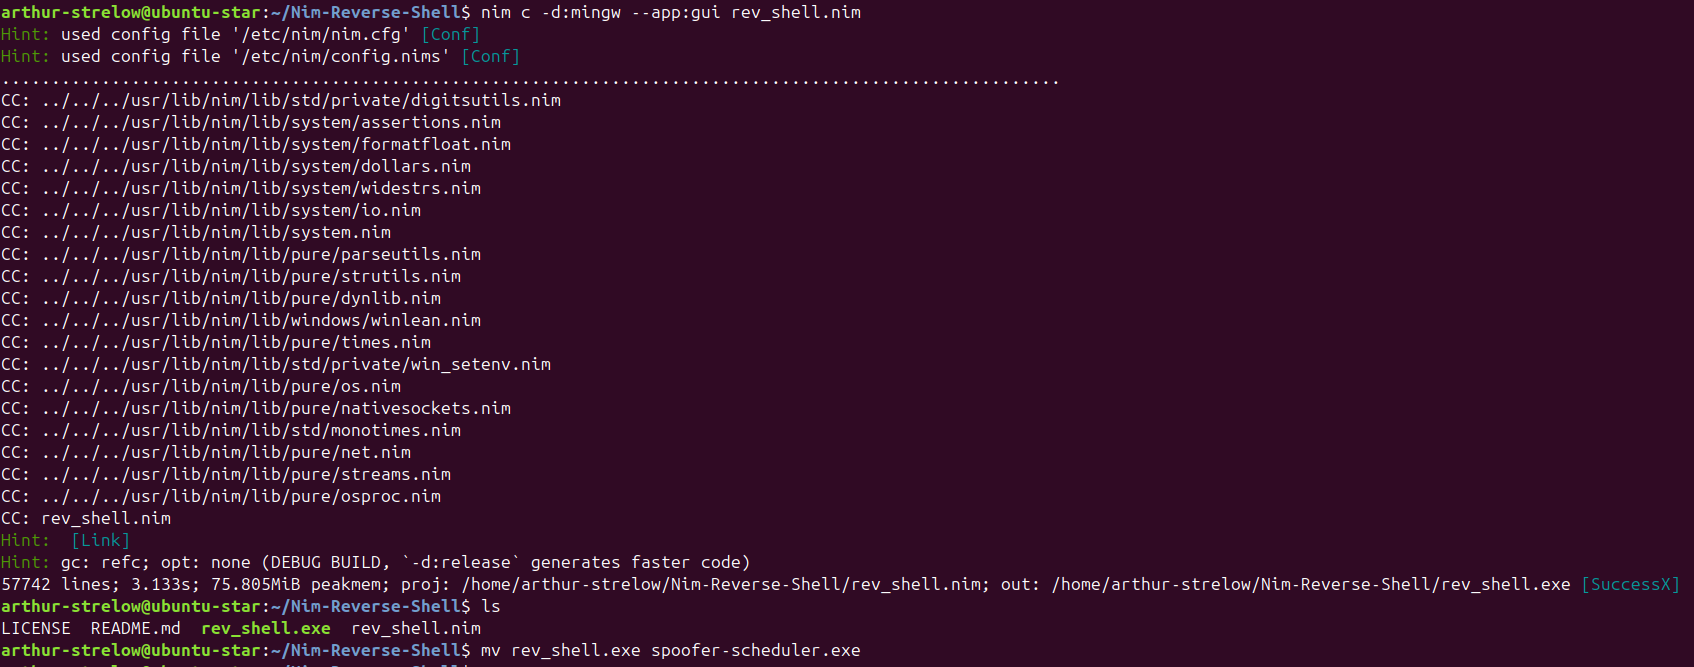 arthur-strelow@ubuntu-star:~/Nim-Reverse-Shell$ nim c -d:mingw --app:gui rev_shell.nim
Hint: used config file '/etc/nim/nim.cfg' [Conf]
Hint: used config file '/etc/nim/config.nims' [Conf]
..........................................................................................................
CC: ../../../usr/lib/nim/lib/std/private/digitsutils.nim
CC: ../../../usr/lib/nim/lib/system/assertions.nim
CC: ../../../usr/lib/nim/lib/system/formatfloat.nim
CC: ../../../usr/lib/nim/lib/system/dollars.nim
CC: ../../../usr/lib/nim/lib/system/widestrs.nim
CC: ../../../usr/lib/nim/lib/system/io.nim
CC: ../../../usr/lib/nim/lib/system.nim
CC: ../../../usr/lib/nim/lib/pure/parseutils.nim
CC: ../../../usr/lib/nim/lib/pure/strutils.nim
CC: ../../../usr/lib/nim/lib/pure/dynlib.nim
CC: ../../../usr/lib/nim/lib/windows/winlean.nim
CC: ../../../usr/lib/nim/lib/pure/times.nim
CC: ../../../usr/lib/nim/lib/std/private/win_setenv.nim
CC: ../../../usr/lib/nim/lib/pure/os.nim
CC: ../../../usr/lib/nim/lib/pure/nativesockets.nim
CC: ../../../usr/lib/nim/lib/std/monotimes.nim
CC: ../../../usr/lib/nim/lib/pure/net.nim
CC: ../../../usr/lib/nim/lib/pure/streams.nim
CC: ../../../usr/lib/nim/lib/pure/osproc.nim
CC: rev_shell.nim
Hint:  [Link]
Hint: gc: refc; opt: none (DEBUG BUILD, `-d:release` generates faster code)
57742 lines; 3.133s; 75.805MiB peakmem; proj: /home/arthur-strelow/Nim-Reverse-Shell/rev_shell.nim; out: /home/arthur-strelow/Nim-Reverse-Shell/rev_shell.exe [SuccessX]
arthur-strelow@ubuntu-star:~/Nim-Reverse-Shell$ ls
LICENSE  README.md  rev_shell.exe  rev_shell.nim
arthur-strelow@ubuntu-star:~/Nim-Reverse-Shell$ mv rev_shell.exe spoofer-scheduler.exe